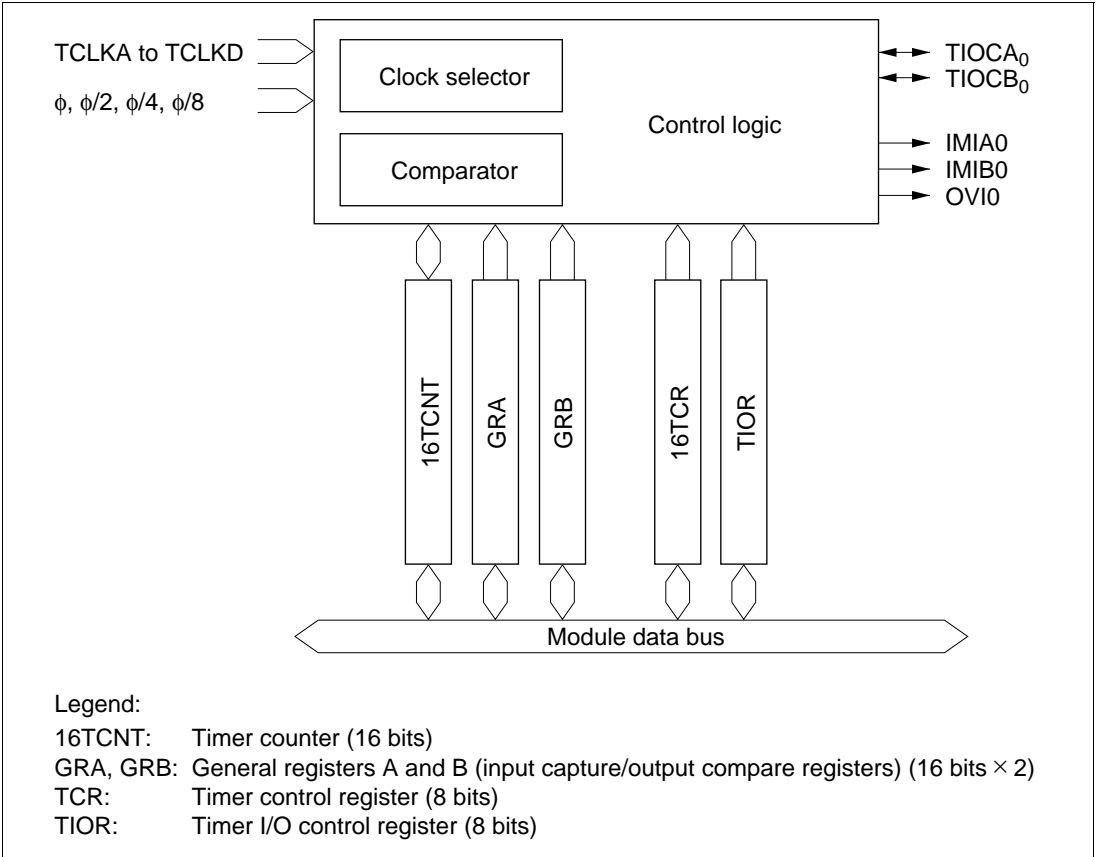 TCLKA to TCLKD
ϕ, ϕ/2, ϕ/4, ϕ/8
Clock selector
Comparator
Control logic
TIOCA₀
TIOCB₀
IMIA0
IMIB0
OVI0
16TCNT
GRA
GRB
16TCR
TIOR
Module data bus
Legend:
16TCNT: Timer counter (16 bits)
GRA, GRB: General registers A and B (input capture/output compare registers) (16 bits × 2)
TCR: Timer control register (8 bits)
TIOR: Timer I/O control register (8 bits)